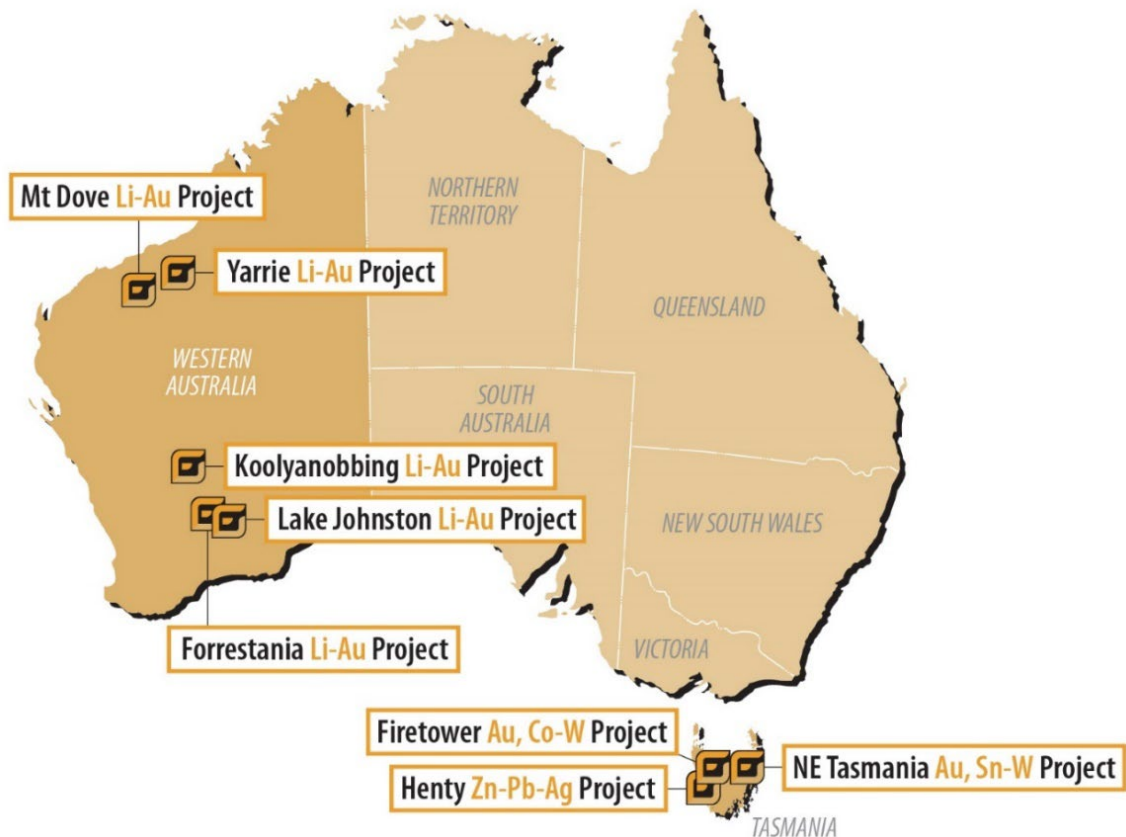 NORTHERN
TERRITORY
Mt Dove Li-Au Project
Yarrie Li-Au Project
QUEENSLAND
WESTERN
AUSTRALIA
SOUTH
AUSTRALIA
Koolyanobbing Li-Au Project
Lake Johnston Li-Au Project
NEW SOUTH WALES
Forrestania Li-Au Project
VICTORIA
Firetower Au, Co-W Project
NE Tasmania Au, Sn-W Project
Henty Zn-Pb-Ag Project
TASMANIA